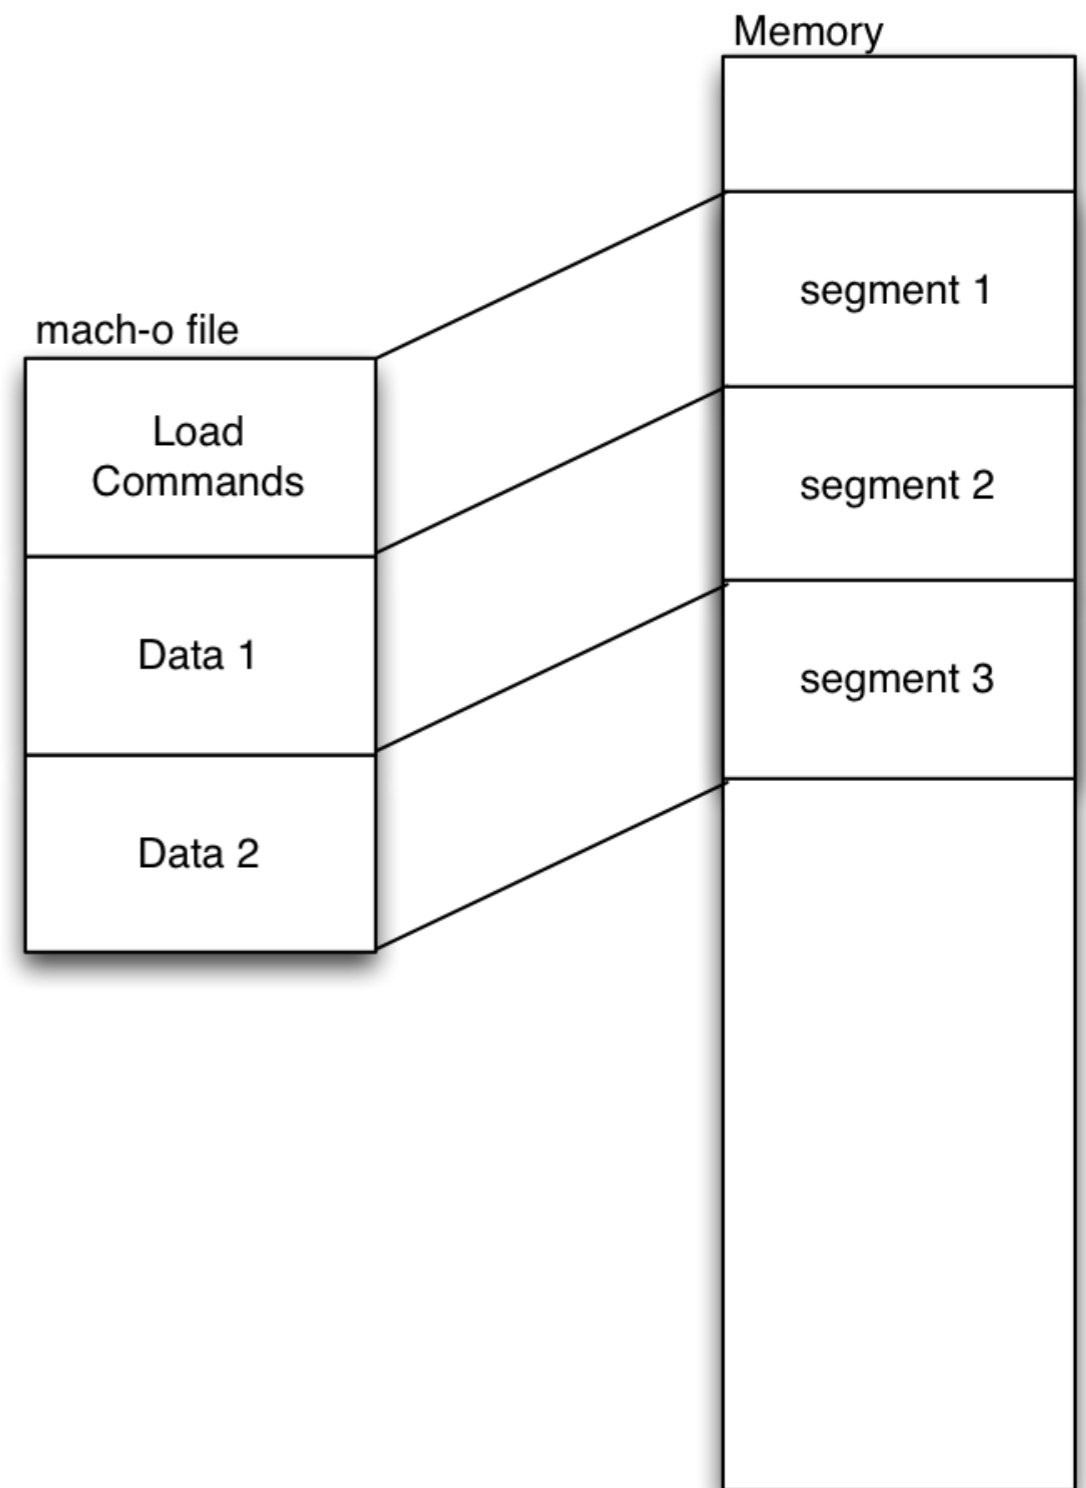 Memory
segment 1
mach-o file
Load
Commands
segment 2
Data 1
segment 3
Data 2